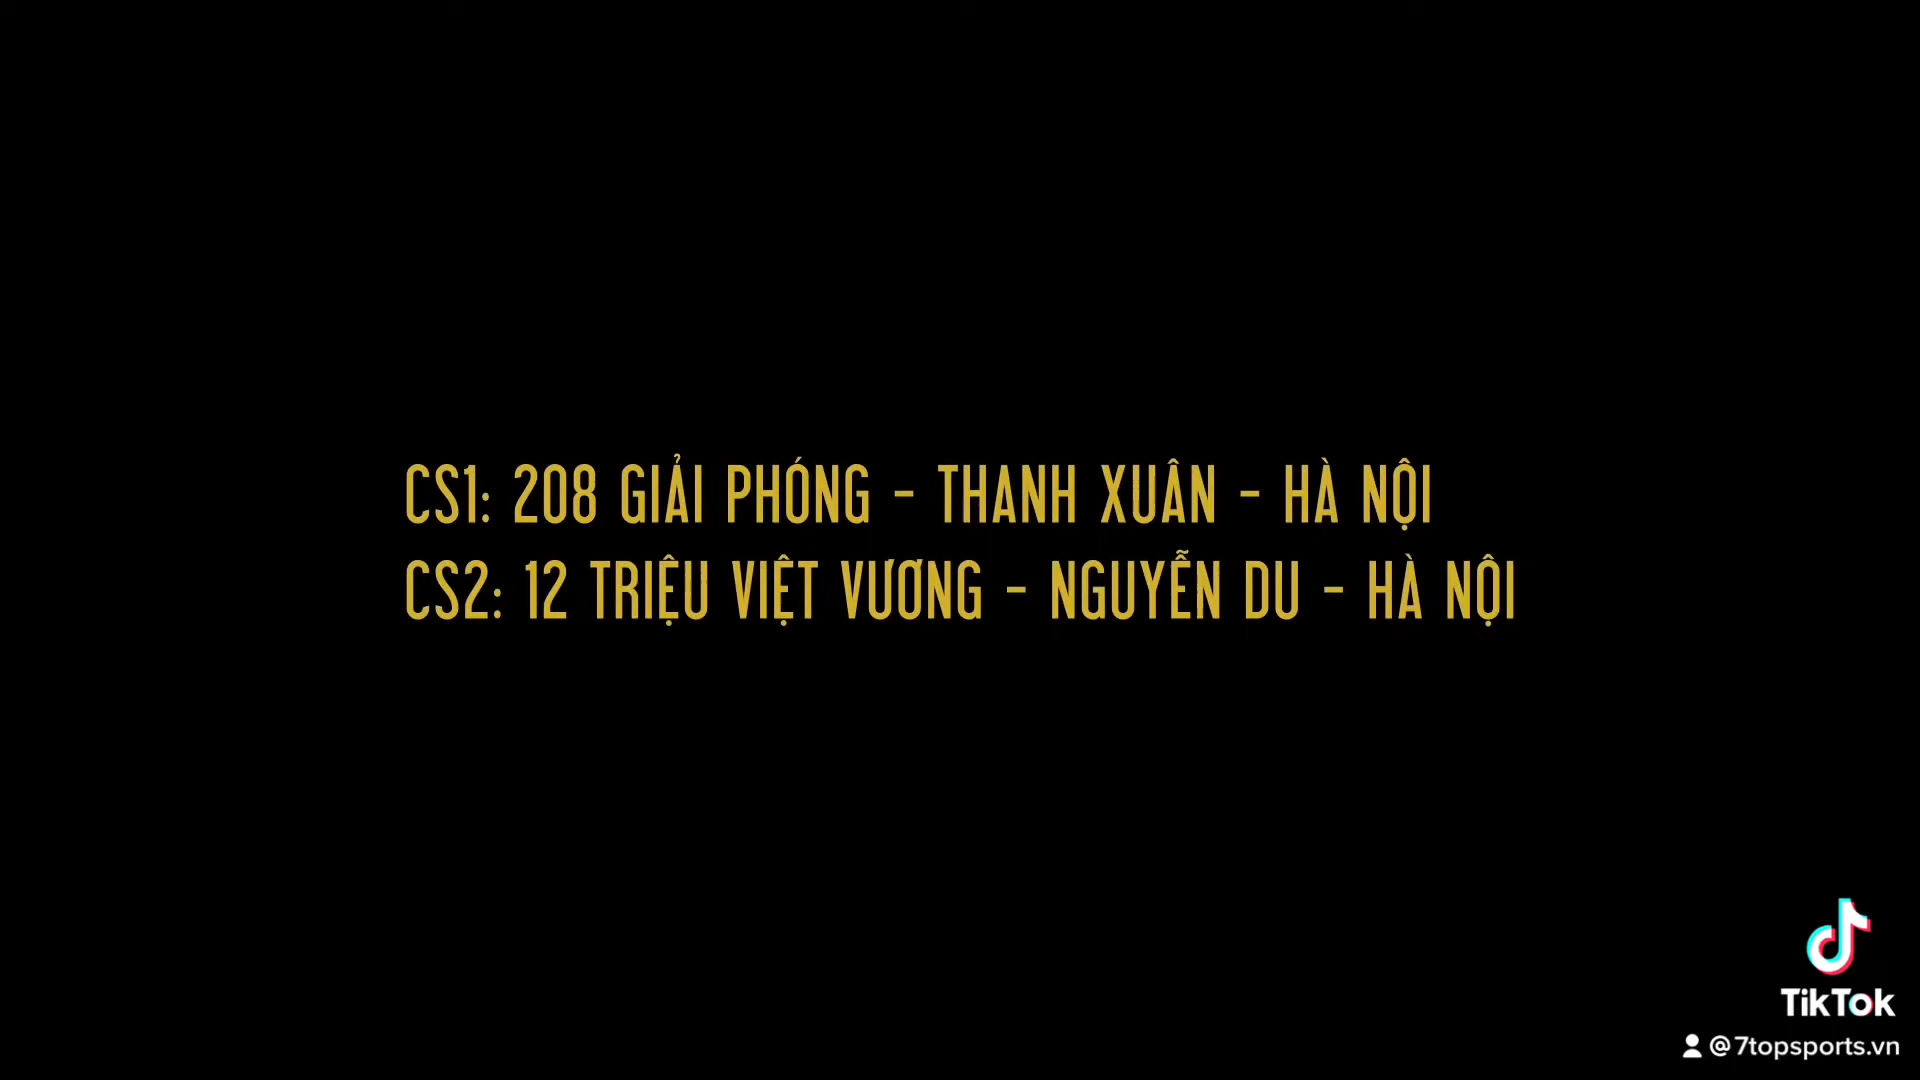 CS1: 208 GIẢI PHÓNG - THANH XUÂN - HÀ NỘI
CS2: 12 TRIỆU VIỆT VƯƠNG - NGUYỄN DU - HÀ NỘI
TikTok
@7topsports.vn